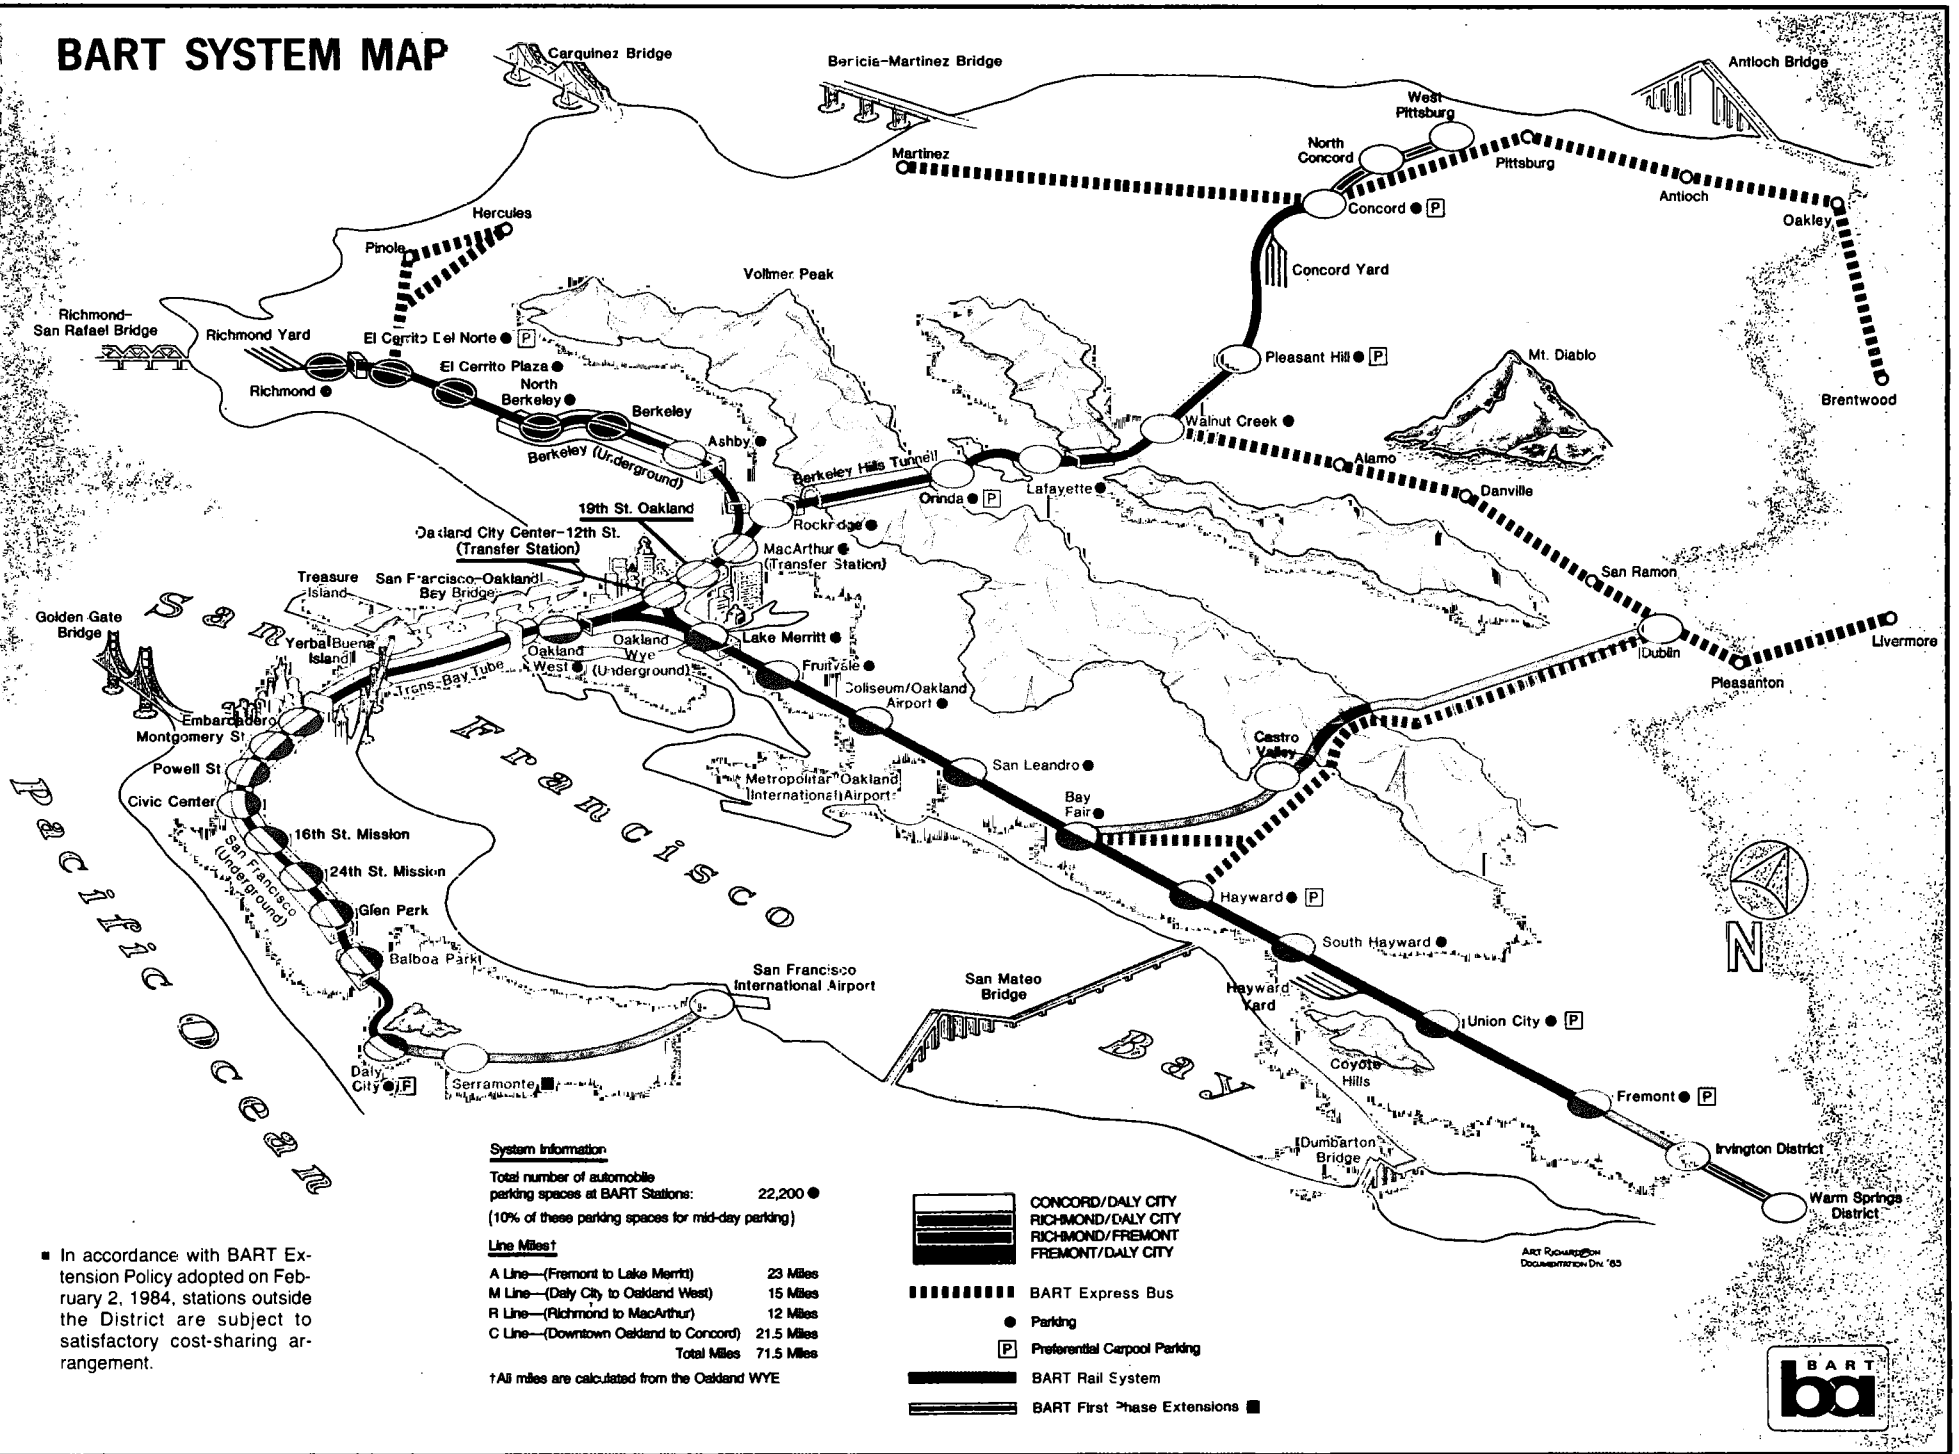 BART SYSTEM MAP
Carquinez Bridge
Bericia-Martinez Bridge
Antioch Bridge
West
Pittsburg
North
Concord
Martinez
Pittsburg
Antioch
Oakley
Concord ● P
Hercules
Pinole
Concord Yard
Vollmer Peak
Richmond-
San Rafael Bridge
Richmond Yard
El Cerrito Del Norte ● P
El Cerrito Plaza ●
North
Berkeley ●
Richmond ●
Berkeley
Pleasant Hill ● P
Mt. Diablo
Brentwood
Walnut Creek ●
Ashby ●
Berkeley (Underground)
Berkeley Hills Tunnel
Orinda ● P
Lafayette ●
Alamo
Danville
19th St. Oakland
Rockridge ●
Oakland City Center-12th St.
(Transfer Station)
MacArthur ●
(Transfer Station)
San Ramon
Treasure
Island
San Francisco-Oakland
Bay Bridge
Golden Gate
Bridge
Yerba Buena
Island
Oakland
West ●
Oakland
Wye
(Underground)
Lake Merritt ●
Trans-Bay Tube
Fruitvale ●
Dublin
Livermore
Pleasanton
Coliseum/Oakland
Airport ●
Embarcadero
Montgomery St
Powell St
Civic Center
Castro
Valley
Metropolitan Oakland
International Airport
San Leandro ●
Bay
Fair ●
16th St. Mission
24th St. Mission
San Francisco
(Underground)
Glen Park
Balboa Park
Hayward ● P
South Hayward ●
N
San Francisco
International Airport
San Mateo
Bridge
Hayward
Yard
Union City ● P
Daly
City ● P
Serramonte ■
Coyote
Hills
Fremont ● P
San Francisco Bay
Pacific Ocean
Dumbarton
Bridge
Irvington District
Warm Springs
District
System Information
Total number of automobile
parking spaces at BART Stations: 22,200 ●
(10% of these parking spaces for mid-day parking)
Line Miles†
A Line—(Fremont to Lake Merritt) 23 Miles
M Line—(Daly City to Oakland West) 15 Miles
R Line—(Richmond to MacArthur) 12 Miles
C Line—(Downtown Oakland to Concord) 21.5 Miles
Total Miles 71.5 Miles
†All miles are calculated from the Oakland WYE
■ In accordance with BART Ex-
tension Policy adopted on Feb-
ruary 2, 1984, stations outside
the District are subject to
satisfactory cost-sharing ar-
rangement.
CONCORD/DALY CITY
RICHMOND/DALY CITY
RICHMOND/FREMONT
FREMONT/DALY CITY
BART Express Bus
● Parking
P Preferential Carpool Parking
BART Rail System
BART First Phase Extensions ■
ART RICHARDSON
DOCUMENTATION DIV. '85
BART
ba